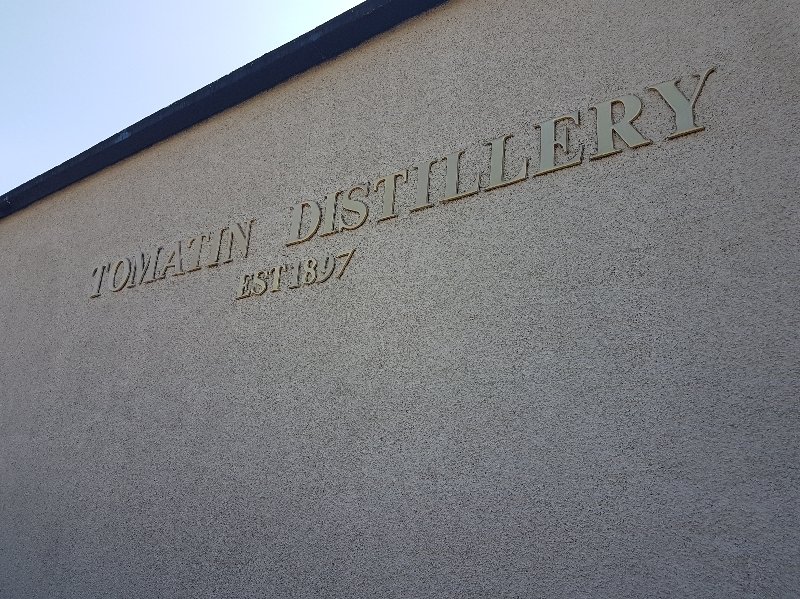 TOMATIN DISTILLERY
EST 1897